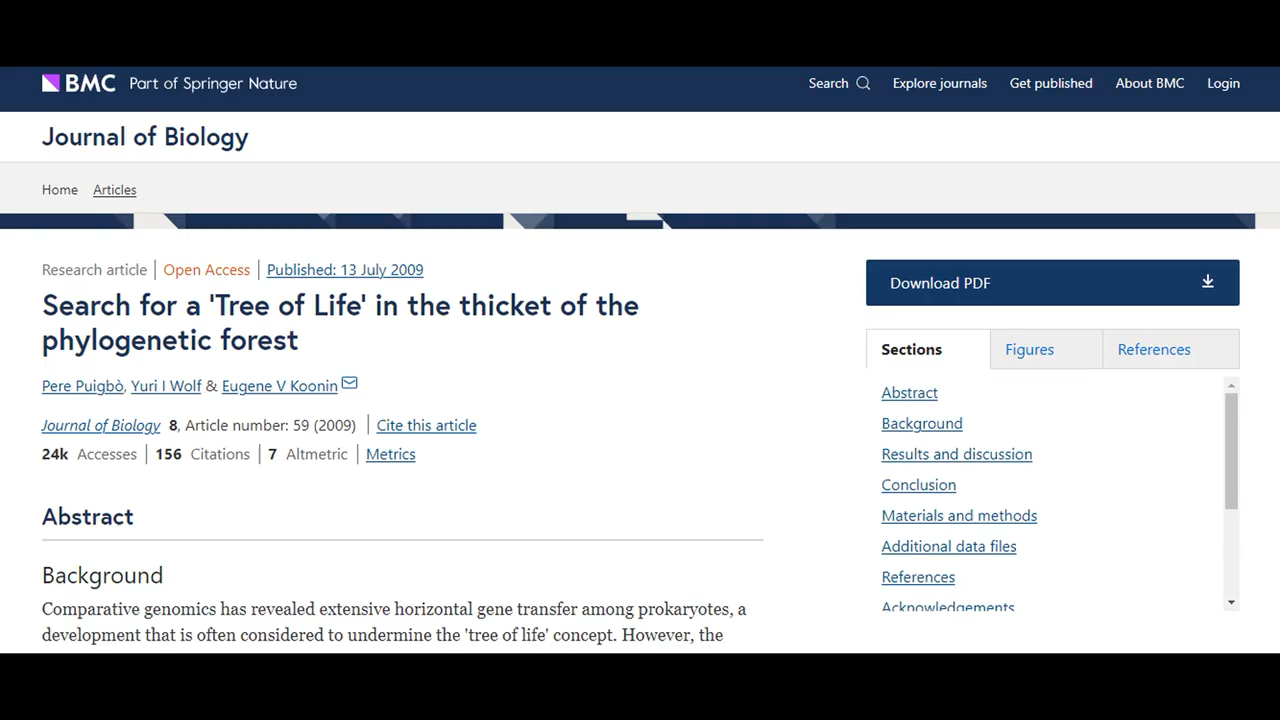 BMC Part of Springer Nature
Search Explore journals Get published About BMC Login
Journal of Biology
Home Articles
Research article | Open Access | Published: 13 July 2009
Search for a 'Tree of Life' in the thicket of the
phylogenetic forest
Pere Puigbò, Yuri I Wolf & Eugene V Koonin
Journal of Biology 8, Article number: 59 (2009) | Cite this article
24k Accesses | 156 Citations | 7 Altmetric | Metrics
Abstract
Background
Comparative genomics has revealed extensive horizontal gene transfer among prokaryotes, a
development that is often considered to undermine the 'tree of life' concept. However, the
Download PDF
Sections Figures References
Abstract
Background
Results and discussion
Conclusion
Materials and methods
Additional data files
References
Acknowledgements